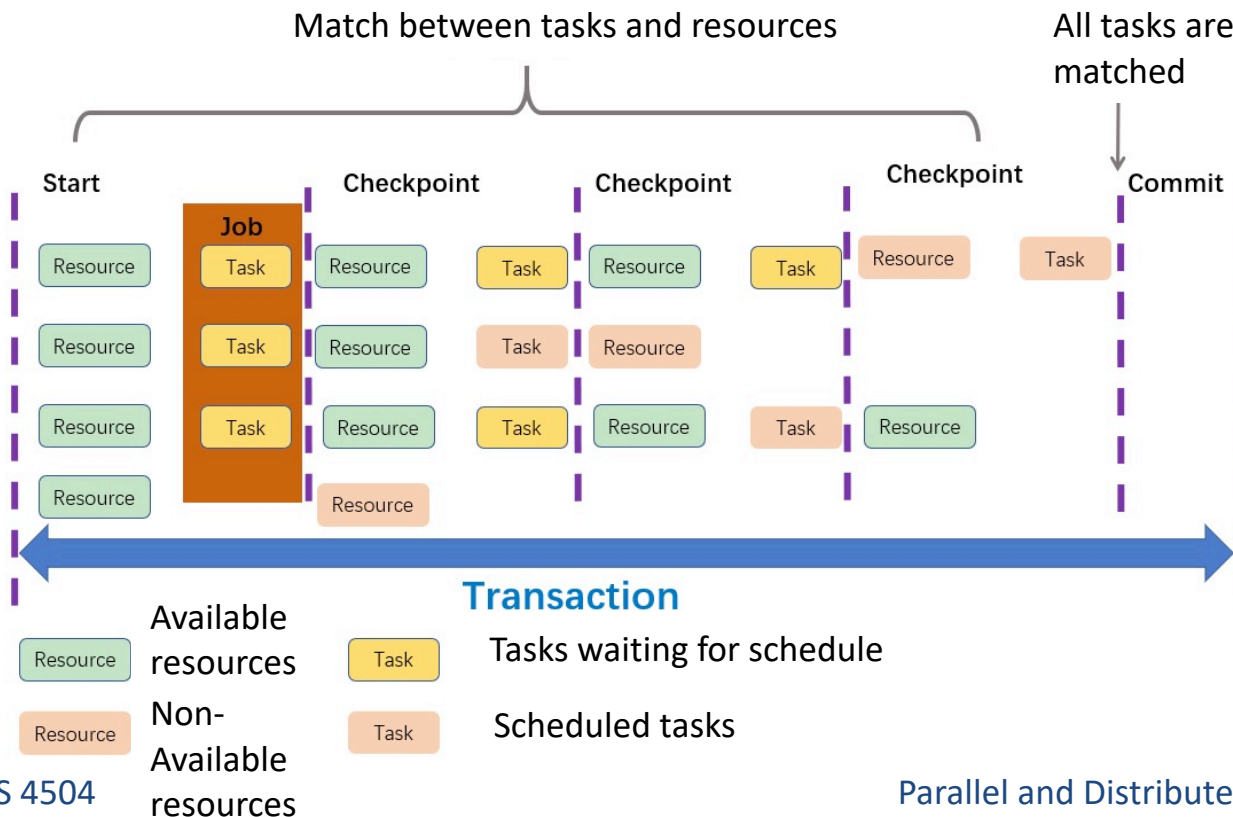 Match between tasks and resources
All tasks are
matched
Start
Checkpoint
Checkpoint
Checkpoint
Commit
Job
Resource
Task
Resource
Task
Resource
Task
Resource
Task
Resource
Task
Resource
Task
Resource
Resource
Task
Resource
Task
Resource
Task
Resource
Resource
Resource
Transaction
Resource
Available
resources
Task
Tasks waiting for schedule
Resource
Non-
Available
resources
Task
Scheduled tasks
S 4504
Parallel and Distribute